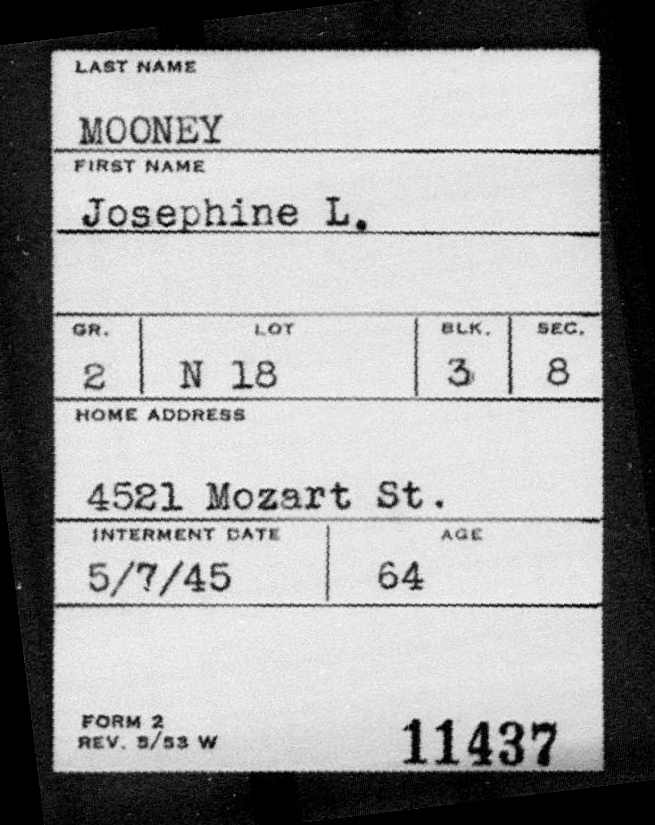 LAST NAME
MOONEY
FIRST NAME
Josephine L.
GR. LOT BLK. SEC.
2 N 18 3 8
HOME ADDRESS
4521 Mozart St.
INTERMENT DATE AGE
5/7/45 64
FORM 2
REV. 5/53 W 11437